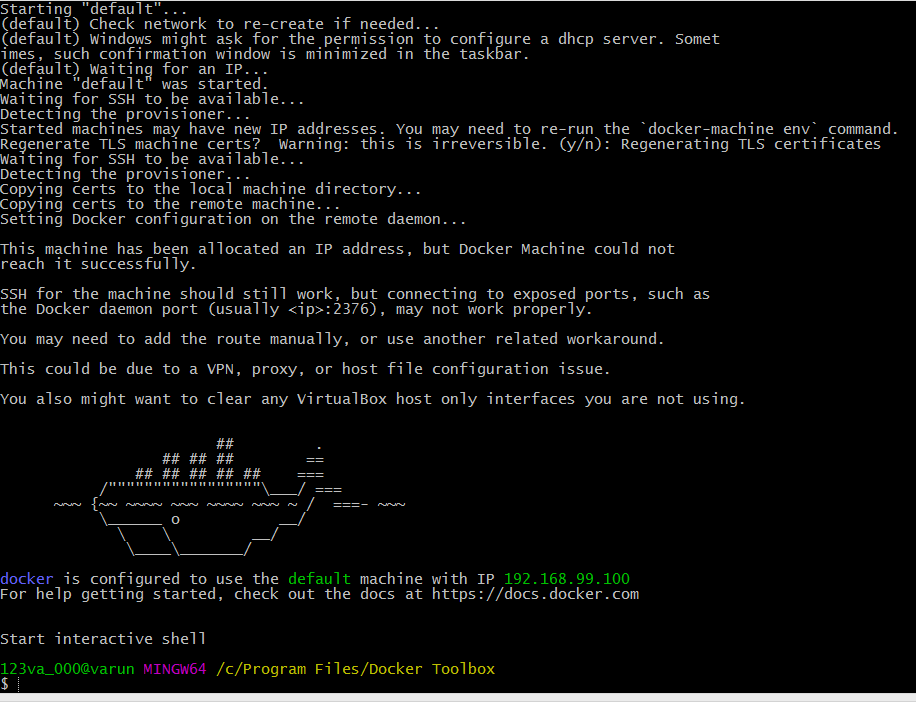 Starting "default"...
(default) Check network to re-create if needed...
(default) Windows might ask for the permission to configure a dhcp server. Somet
imes, such confirmation window is minimized in the taskbar.
(default) Waiting for an IP...
Machine "default" was started.
Waiting for SSH to be available...
Detecting the provisioner...
Started machines may have new IP addresses. You may need to re-run the `docker-machine env` command.
Regenerate TLS machine certs?  Warning: this is irreversible. (y/n): Regenerating TLS certificates
Waiting for SSH to be available...
Detecting the provisioner...
Copying certs to the local machine directory...
Copying certs to the remote machine...
Setting Docker configuration on the remote daemon...

This machine has been allocated an IP address, but Docker Machine could not
reach it successfully.

SSH for the machine should still work, but connecting to exposed ports, such as
the Docker daemon port (usually <ip>:2376), may not work properly.

You may need to add the route manually, or use another related workaround.

This could be due to a VPN, proxy, or host file configuration issue.

You also might want to clear any VirtualBox host only interfaces you are not using.

                        ##         .
                  ## ## ##        ==
               ## ## ## ## ##    ===
           /"""""""""""""""""\___/ ===
      ~~~ {~~ ~~~~ ~~~ ~~~~ ~~~ ~ /  ===- ~~~
           \______ o           __/
             \    \         __/
              \____\_______/

docker is configured to use the default machine with IP 192.168.99.100
For help getting started, check out the docs at https://docs.docker.com

Start interactive shell

123va_000@varun MINGW64 /c/Program Files/Docker Toolbox
$